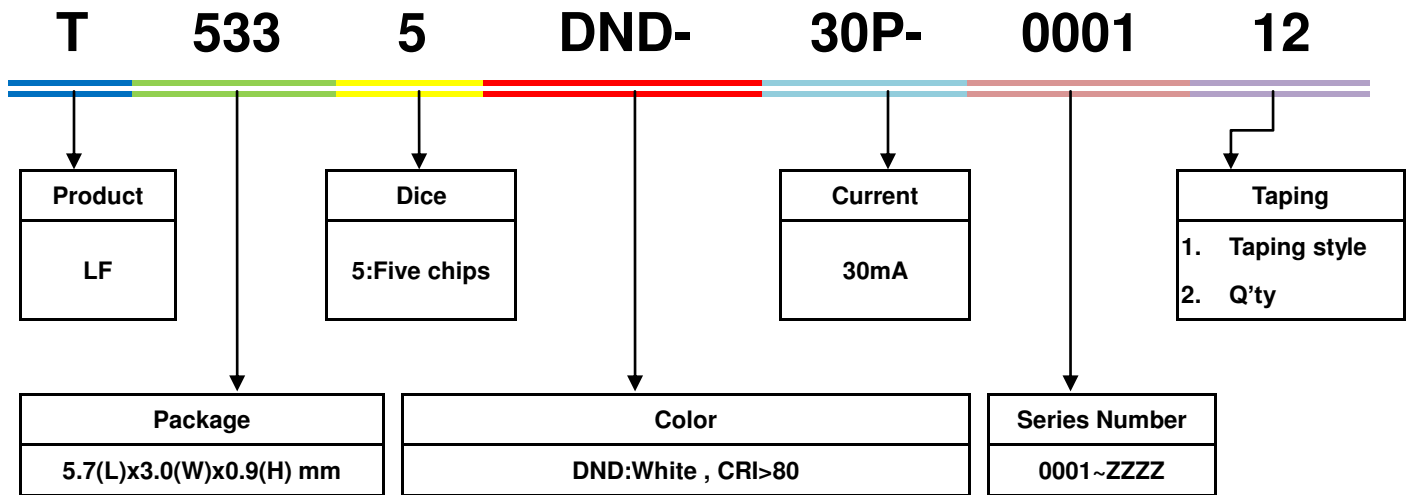 T 533 5 DND- 30P- 0001 12
Product
LF
Dice
5:Five chips
Current
30mA
Taping
1. Taping style
2. Q’ty
Package
5.7(L)x3.0(W)x0.9(H) mm
Color
DND:White , CRI>80
Series Number
0001~ZZZZ